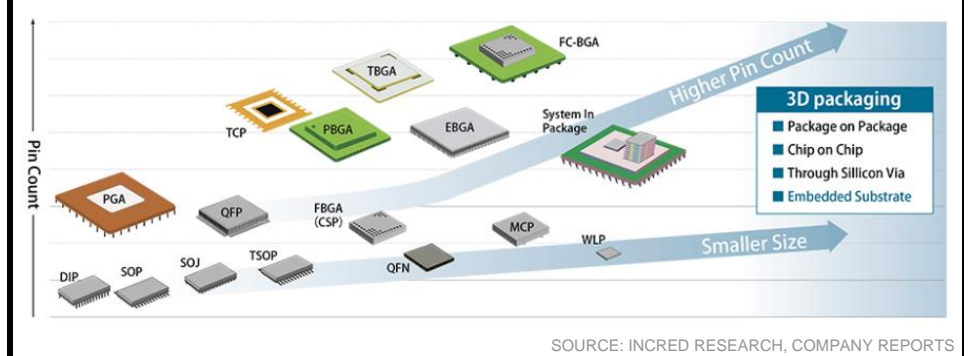 FC-BGA
TBGA
Higher Pin Count
3D packaging
Package on Package
Chip on Chip
Through Sillicon Via
Embedded Substrate
TCP
PBGA
EBGA
System In
Package
Pin Count
PGA
QFP
FBGA
(CSP)
MCP
WLP
Smaller Size
DIP
SOP
SOJ
TSOP
QFN
SOURCE: INCRED RESEARCH, COMPANY REPORTS